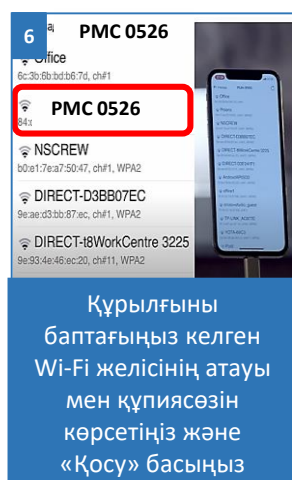 6
PMC 0526
Office
6c:3b:6b:bd:b6:7d, ch#1
PMC 0526
84:
NSCREW
b0:e1:7e:a7:50:47, ch#1, WPA2
DIRECT-D3BB07EC
9e:ae:d3:bb:87:ec, ch#1, WPA2
DIRECT-t8WorkCentre 3225
9e:93:4e:46:ec:20, ch#11, WPA2
Құрылғыны
баптағыңыз келген
Wi-Fi желісінің атауы
мен құпиясөзін
көрсетіңіз және
«Қосу» басыңыз